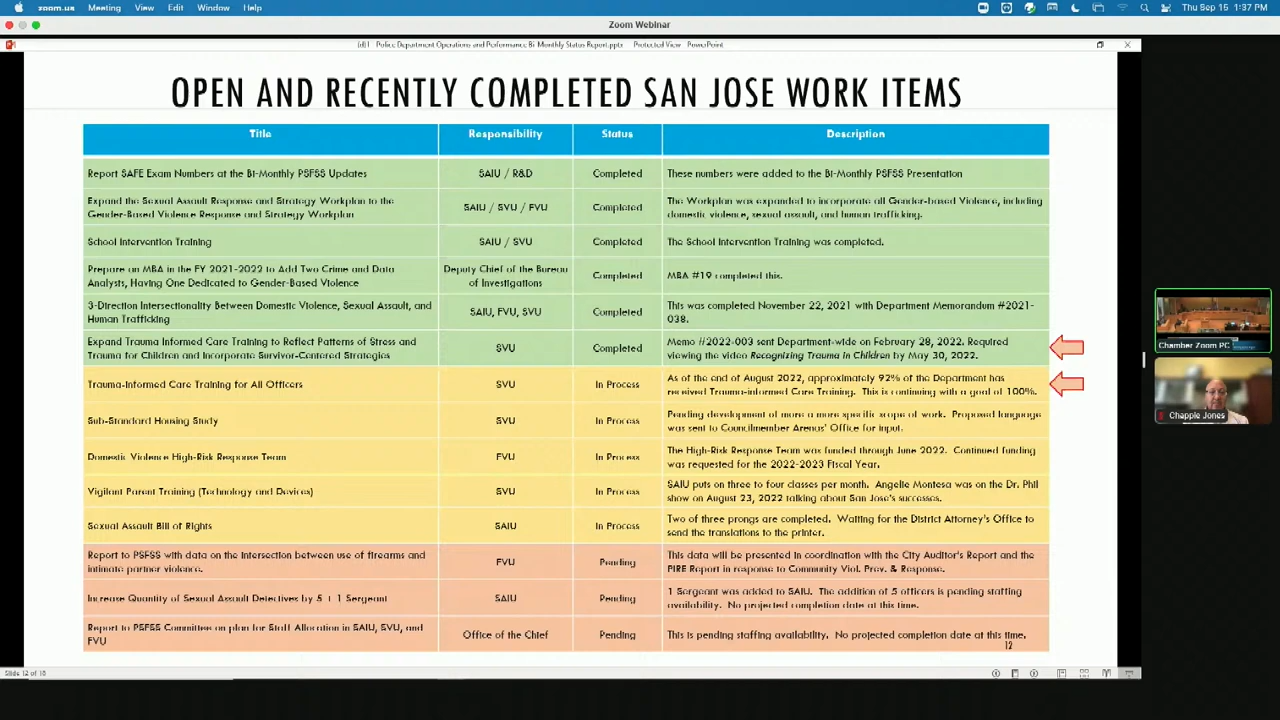 zoom.us Meeting View Edit Window Help
Thu Sep 15 1:37 PM
Zoom Webinar
(d)1 Police Department Operations and Performance Bi-Monthly Status Report.pptx - Protected View - PowerPoint
OPEN AND RECENTLY COMPLETED SAN JOSE WORK ITEMS
Title Responsibility Status Description
Report SAFE Exam Numbers at the Bi-Monthly PSFSS Updates
SAIU / R&D
Completed
These numbers were added to the Bi-Monthly PSFSS Presentation
Expand the Sexual Assault Response and Strategy Workplan to the
Gender-Based Violence Response and Strategy Workplan
SAIU / SVU / FVU
Completed
The Workplan was expanded to incorporate all Gender-based Violence, including
domestic violence, sexual assault, and human trafficking.
School Intervention Training
SAIU / SVU
Completed
The School Intervention Training was completed.
Prepare an MBA in the FY 2021-2022 to Add Two Crime and Data
Analysts, Having One Dedicated to Gender-Based Violence
Deputy Chief of the Bureau
of Investigations
Completed
MBA #19 completed this.
3-Direction Intersectionality Between Domestic Violence, Sexual Assault, and
Human Trafficking
SAIU, FVU, SVU
Completed
This was completed November 22, 2021 with Department Memorandum #2021-
038.
Expand Trauma Informed Care Training to Reflect Patterns of Stress and
Trauma for Children and Incorporate Survivor-Centered Strategies
SVU
Completed
Memo #2022-003 sent Department-wide on February 28, 2022. Required
viewing the video Recognizing Trauma in Children by May 30, 2022.
Trauma-Informed Care Training for All Officers
SVU
In Process
As of the end of August 2022, approximately 92% of the Department has
received Trauma-informed Care Training. This is continuing with a goal of 100%.
Sub-Standard Housing Study
SVU
In Process
Pending development of more a more specific scope of work. Proposed language
was sent to Councilmember Arenas' Office for input.
Domestic Violence High-Risk Response Team
FVU
In Process
The High-Risk Response Team was funded through June 2022. Continued funding
was requested for the 2022-2023 Fiscal Year.
Vigilant Parent Training (Technology and Devices)
SVU
In Process
SAIU puts on three to four classes per month. Angelie Montesa was on the Dr. Phil
show on August 23, 2022 talking about San Jose's successes.
Sexual Assault Bill of Rights
SAIU
In Process
Two of three prongs are completed. Waiting for the District Attorney's Office to
send the translations to the printer.
Report to PSFSS with data on the intersection between use of firearms and
intimate partner violence.
FVU
Pending
This data will be presented in coordination with the City Auditor's Report and the
PIRE Report in response to Community Viol. Prev. & Response.
Increase Quantity of Sexual Assault Detectives by 5 + 1 Sergeant
SAIU
Pending
1 Sergeant was added to SAIU. The addition of 5 officers is pending staffing
availability. No projected completion date at this time.
Report to PSFSS Committee on plan for Staff Allocation in SAIU, SVU, and
FVU
Office of the Chief
Pending
This is pending staffing availability. No projected completion date at this time.
12
Slide 12 of 18
Chamber Zoom PC
Chappie Jones